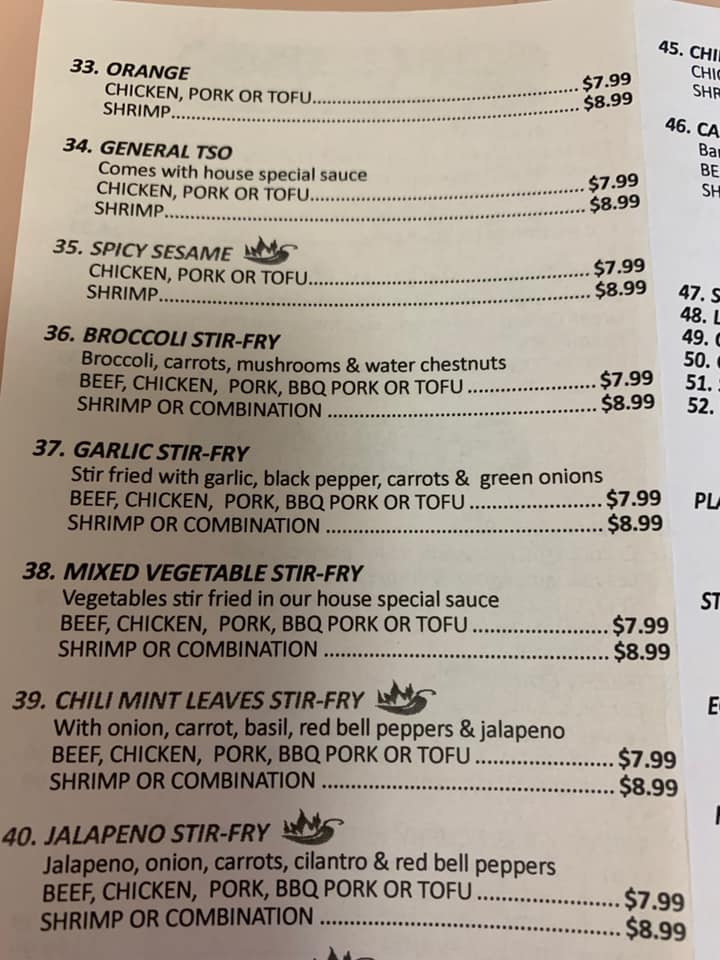 33. ORANGE
CHICKEN, PORK OR TOFU........................................ $7.99
SHRIMP............................................................ $8.99
34. GENERAL TSO
Comes with house special sauce
CHICKEN, PORK OR TOFU........................................ $7.99
SHRIMP............................................................ $8.99
35. SPICY SESAME
CHICKEN, PORK OR TOFU........................................ $7.99
SHRIMP............................................................ $8.99
36. BROCCOLI STIR-FRY
Broccoli, carrots, mushrooms & water chestnuts
BEEF, CHICKEN, PORK, BBQ PORK OR TOFU ...................... $7.99
SHRIMP OR COMBINATION ............................................ $8.99
37. GARLIC STIR-FRY
Stir fried with garlic, black pepper, carrots & green onions
BEEF, CHICKEN, PORK, BBQ PORK OR TOFU ...................... $7.99
SHRIMP OR COMBINATION ............................................ $8.99
38. MIXED VEGETABLE STIR-FRY
Vegetables stir fried in our house special sauce
BEEF, CHICKEN, PORK, BBQ PORK OR TOFU ...................... $7.99
SHRIMP OR COMBINATION ............................................ $8.99
39. CHILI MINT LEAVES STIR-FRY
With onion, carrot, basil, red bell peppers & jalapeno
BEEF, CHICKEN, PORK, BBQ PORK OR TOFU ...................... $7.99
SHRIMP OR COMBINATION ............................................ $8.99
40. JALAPENO STIR-FRY
Jalapeno, onion, carrots, cilantro & red bell peppers
BEEF, CHICKEN, PORK, BBQ PORK OR TOFU ...................... $7.99
SHRIMP OR COMBINATION ............................................ $8.99
45.
46.
47.
48.
49.
50.
51.
52.